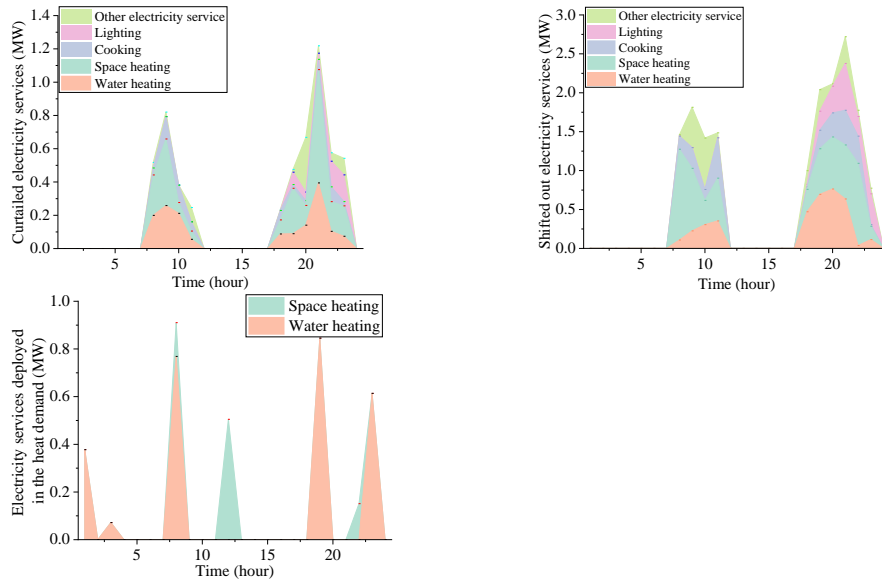 Curtailed electricity services (MW)
1.4
1.2
1.0
0.8
0.6
0.4
0.2
0.0
Other electricity service
Lighting
Cooking
Space heating
Water heating
5
10
15
20
Time (hour)
Shifted out electricity services (MW)
3.0
2.5
2.0
1.5
1.0
0.5
0.0
Other electricity service
Lighting
Cooking
Space heating
Water heating
5
10
15
20
Time (hour)
Electricity services deployed
in the heat demand (MW)
1.0
0.8
0.6
0.4
0.2
0.0
Space heating
Water heating
5
10
15
20
Time (hour)